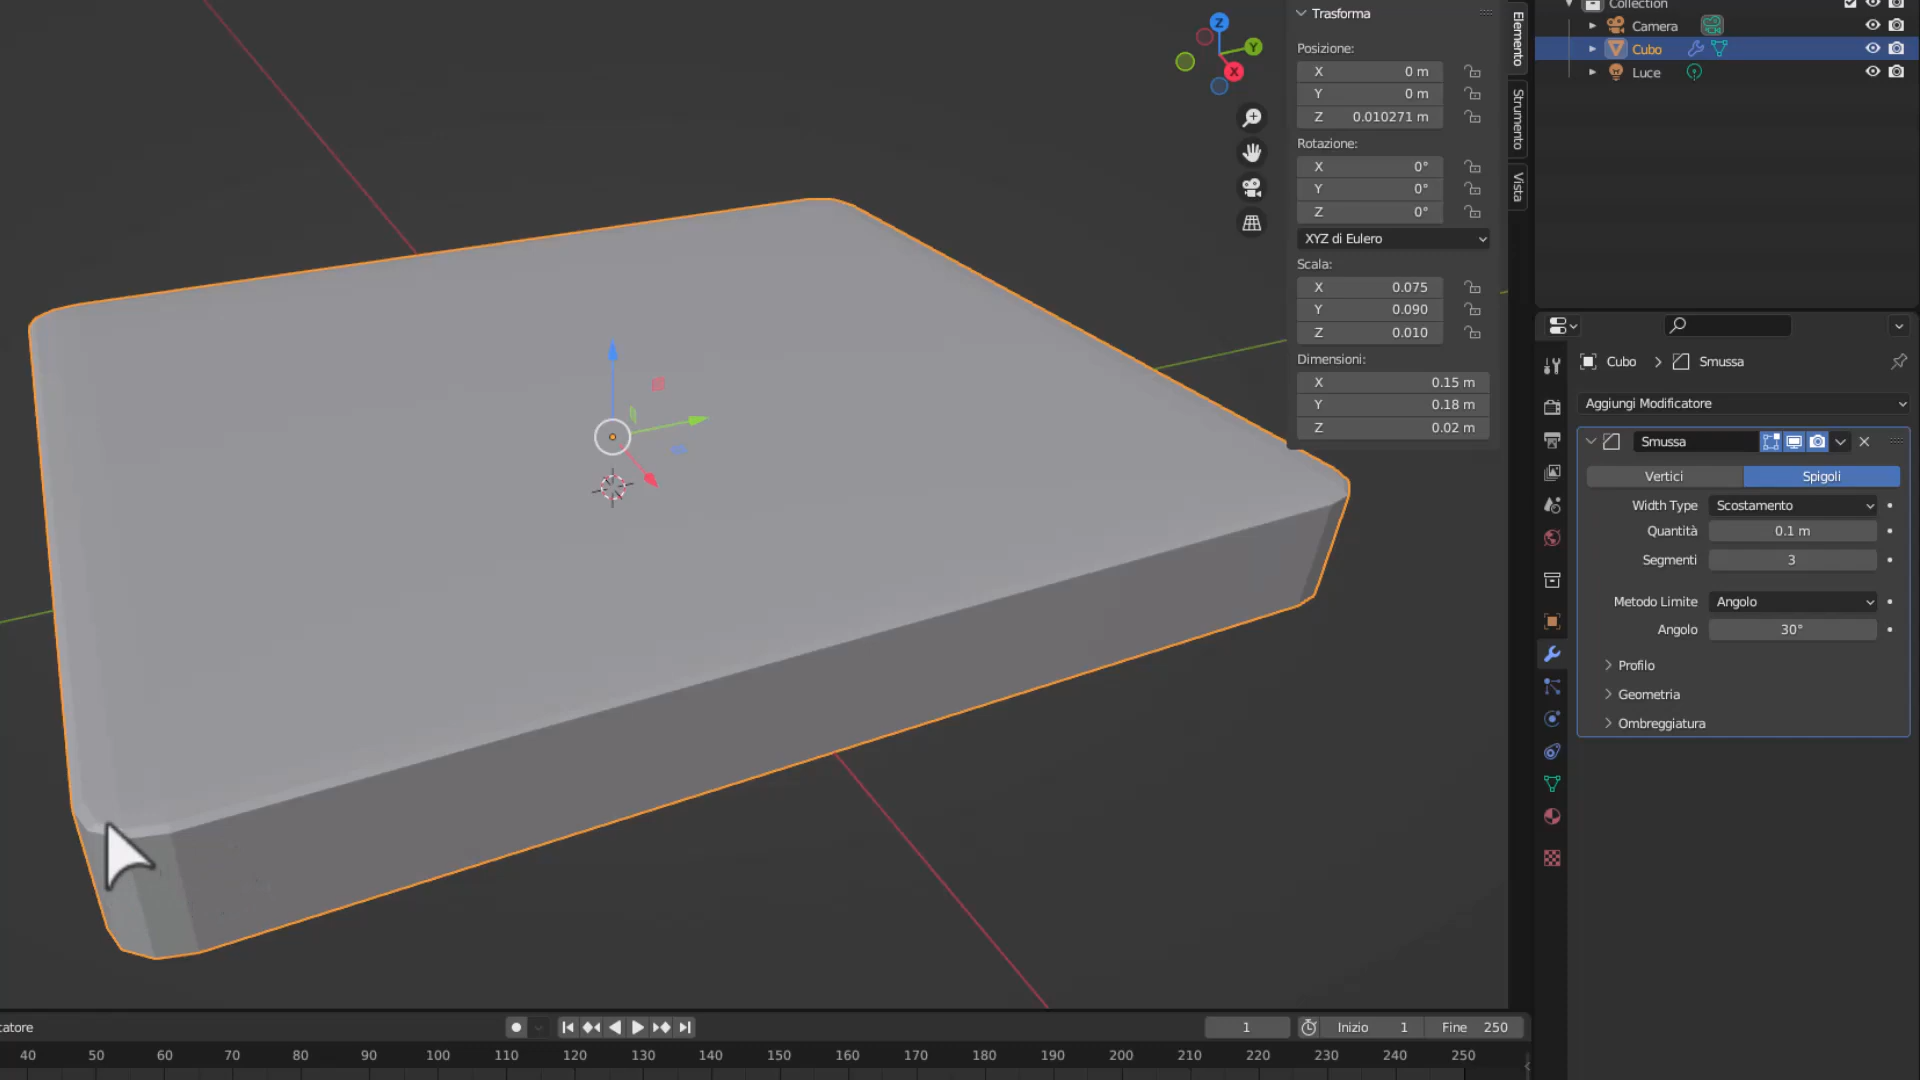 Z
Y
X
Trasforma
Posizione:
X 0 m
Y 0 m
Z 0.010271 m
Rotazione:
X 0°
Y 0°
Z 0°
XYZ di Eulero
Scala:
X 0.075
Y 0.090
Z 0.010
Dimensioni:
X 0.15 m
Y 0.18 m
Z 0.02 m
Elemento
Strumento
Vista
Collection
Camera
Cubo
Luce
Cubo > Smussa
Aggiungi Modificatore
Smussa
Vertici Spigoli
Width Type Scostamento
Quantità 0.1 m
Segmenti 3
Metodo Limite Angolo
Angolo 30°
Profilo
Geometria
Ombreggiatura
catore
1 Inizio 1 Fine 250
40 50 60 70 80 90 100 110 120 130 140 150 160 170 180 190 200 210 220 230 240 250